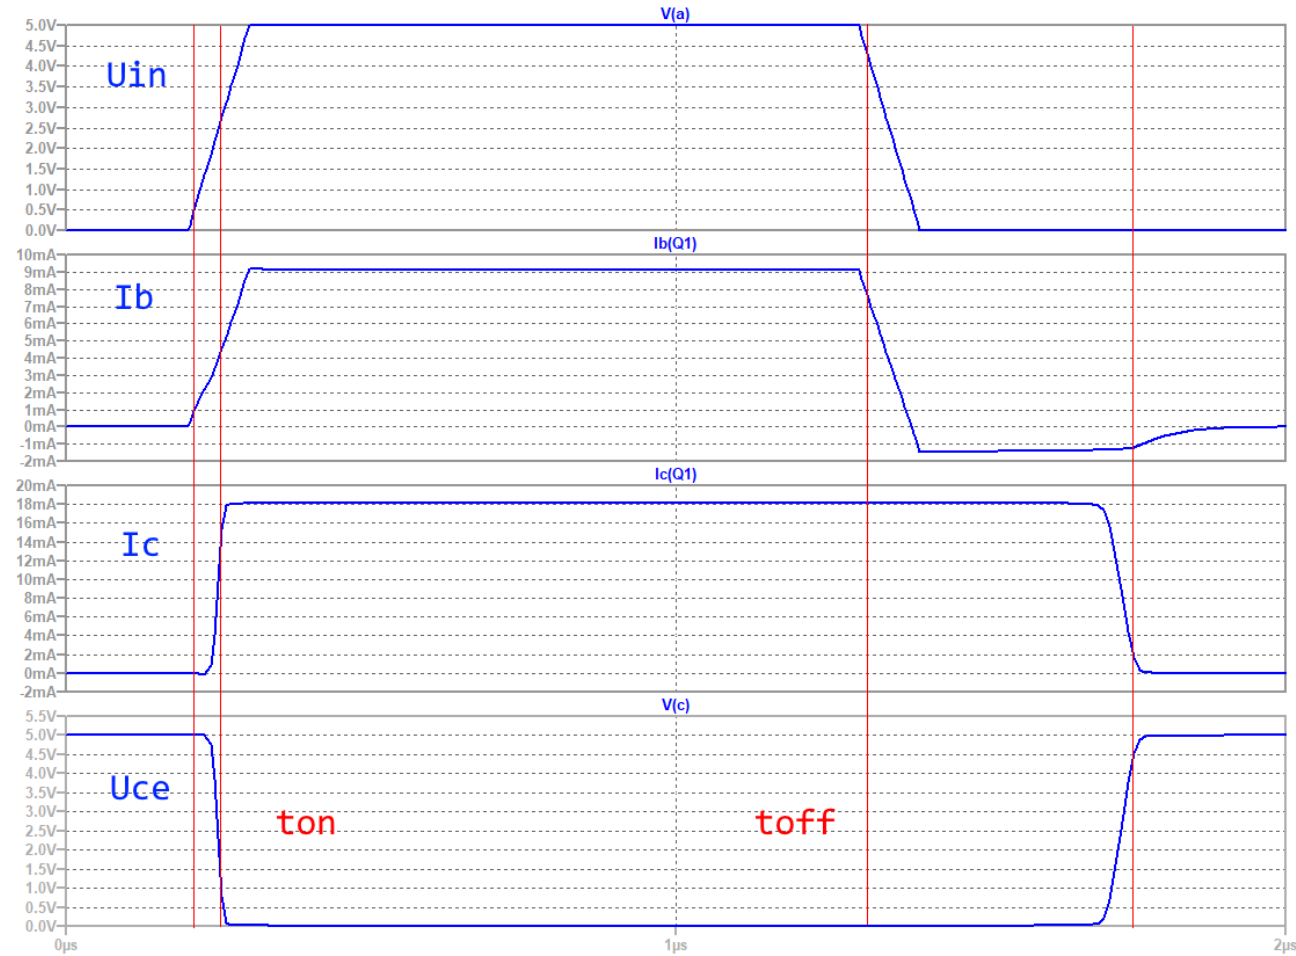 V(a)
5.0V
4.5V
4.0V
3.5V
3.0V
2.5V
2.0V
1.5V
1.0V
0.5V
0.0V
Uin
Ib(Q1)
10mA
9mA
8mA
7mA
6mA
5mA
4mA
3mA
2mA
1mA
0mA
-1mA
-2mA
Ib
Ic(Q1)
20mA
18mA
16mA
14mA
12mA
10mA
8mA
6mA
4mA
2mA
0mA
-2mA
Ic
V(c)
5.5V
5.0V
4.5V
4.0V
3.5V
3.0V
2.5V
2.0V
1.5V
1.0V
0.5V
0.0V
Uce
ton
toff
0µs
1µs
2µs